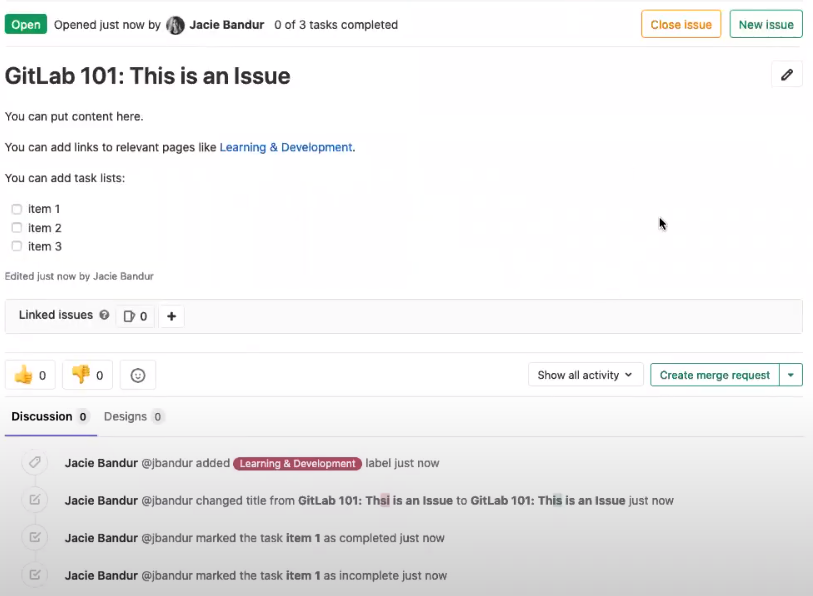 Open Opened just now by Jacie Bandur 0 of 3 tasks completed Close issue New issue
GitLab 101: This is an Issue
You can put content here.
You can add links to relevant pages like Learning & Development.
You can add task lists:
item 1
item 2
item 3
Edited just now by Jacie Bandur
Linked issues ? 0 +
👍 0 👎 0 Show all activity Create merge request
Discussion 0 Designs 0
Jacie Bandur @jbandur added Learning & Development label just now
Jacie Bandur @jbandur changed title from GitLab 101: Thsi is an Issue to GitLab 101: This is an Issue just now
Jacie Bandur @jbandur marked the task item 1 as completed just now
Jacie Bandur @jbandur marked the task item 1 as incomplete just now